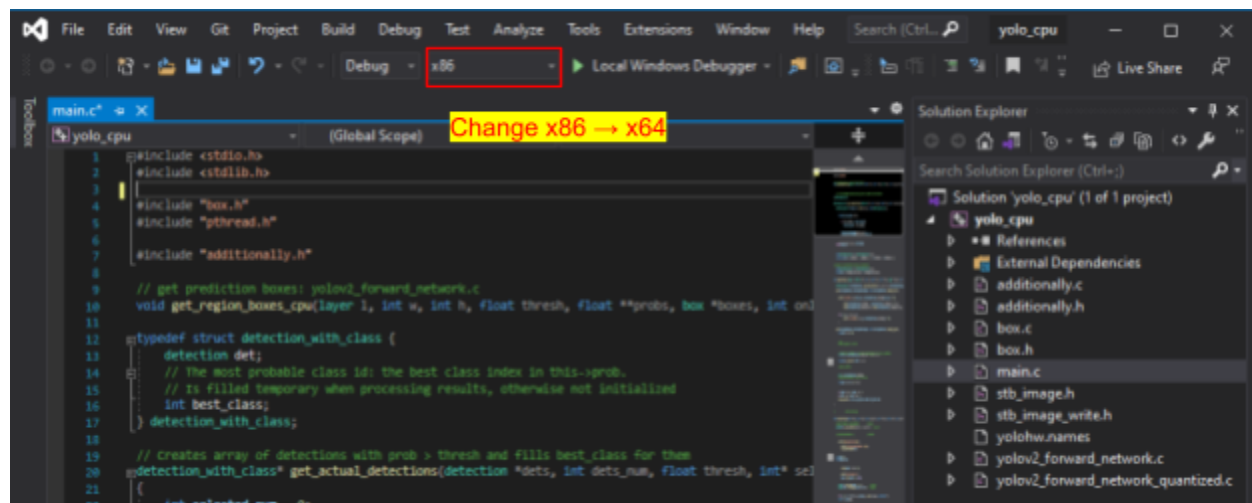 File Edit View Git Project Build Debug Test Analyze Tools Extensions Window Help Search (Ctrl... yolo_cpu
Debug x86 Local Windows Debugger Live Share
Toolbox
main.c*
yolo_cpu (Global Scope)
Change x86 → x64
1 #include <stdio.h>
2 #include <stdlib.h>
3
4 #include "box.h"
5 #include "pthread.h"
6
7 #include "additionally.h"
8
9 // get prediction boxes: yolov2_forward_network.c
10 void get_region_boxes_cpu(layer l, int w, int h, float thresh, float **probs, box *boxes, int onl
11
12 typedef struct detection_with_class {
13 detection det;
14 // The most probable class id: the best class index in this->prob.
15 // Is filled temporary when processing results, otherwise not initialized
16 int best_class;
17 } detection_with_class;
18
19 // Creates array of detections with prob > thresh and fills best_class for them
20 detection_with_class* get_actual_detections(detection *dets, int dets_num, float thresh, int* sel
21 {
Solution Explorer
Search Solution Explorer (Ctrl+;)
Solution 'yolo_cpu' (1 of 1 project)
yolo_cpu
References
External Dependencies
additionally.c
additionally.h
box.c
box.h
main.c
stb_image.h
stb_image_write.h
yolohw.names
yolov2_forward_network.c
yolov2_forward_network_quantized.c